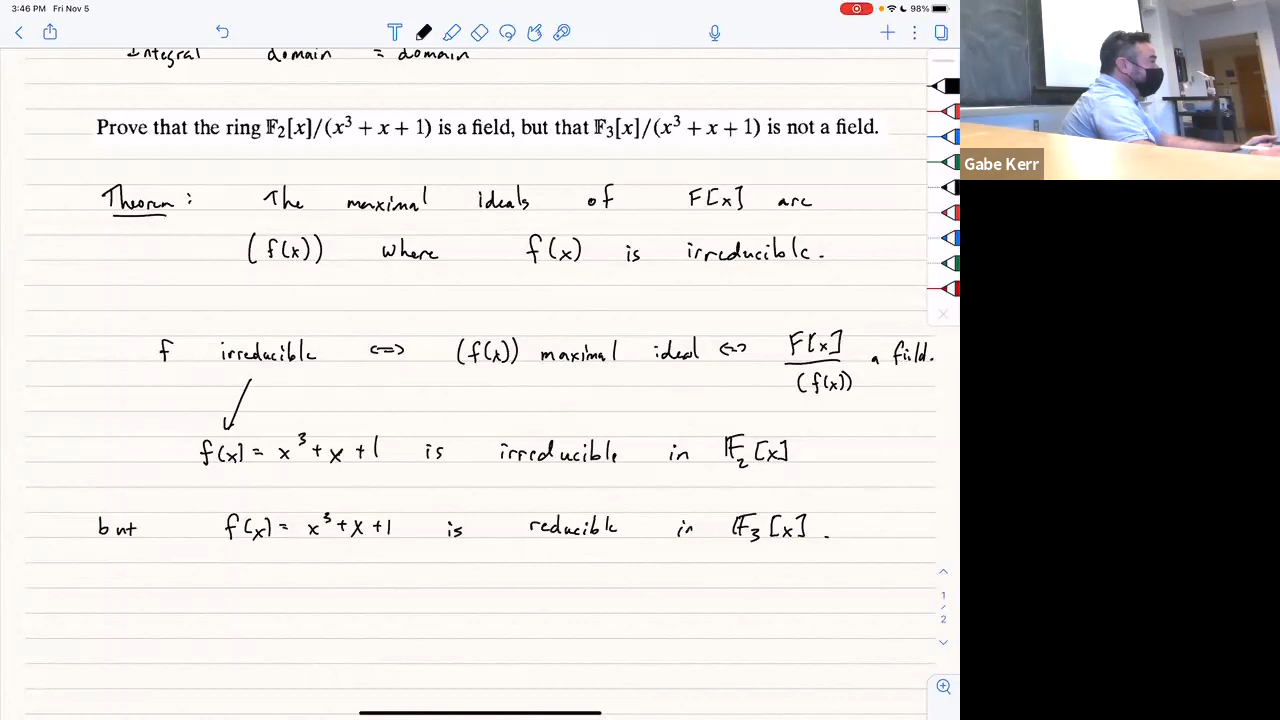 3:46 PM Fri Nov 5
98%
Integral domain = domain
Prove that the ring 𝔽₂[x]/(x³ + x + 1) is a field, but that 𝔽₃[x]/(x³ + x + 1) is not a field.
Gabe Kerr
Theorem : The maximal ideals of F[x] are
(f(x)) where f(x) is irreducible.
f irreducible ⟺ (f(x)) maximal ideal ⟺ F[x] / (f(x)) a field.
f(x) = x³ + x + 1 is irreducible in 𝔽₂[x]
but f(x) = x³ + x + 1 is reducible in 𝔽₃[x] .
1
/
2